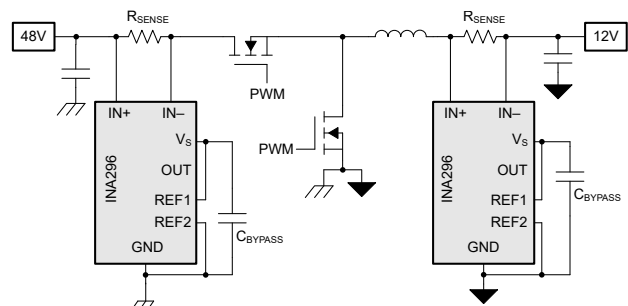 RSENSE
RSENSE
48V
12V
PWM
IN+
IN–
IN+
IN–
PWM
VS
VS
INA296
OUT
INA296
OUT
REF1
REF1
REF2
CBYPASS
REF2
CBYPASS
GND
GND